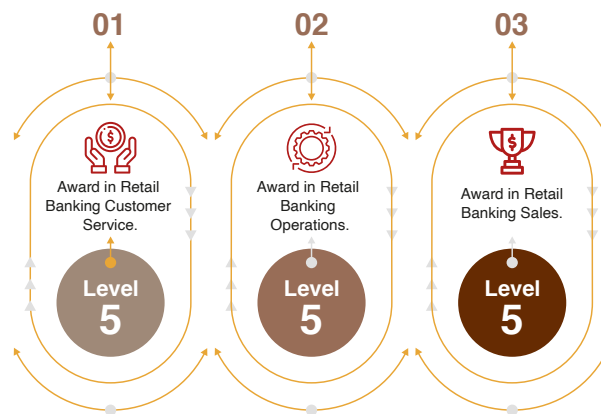 01
02
03
$
$
Award in Retail
Banking Customer
Service.
Award in Retail
Banking
Operations.
Award in Retail
Banking Sales.
Level
5
Level
5
Level
5